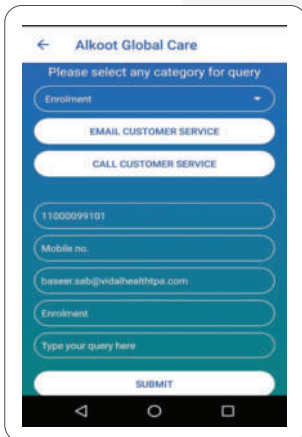 Alkoot Global Care
Please select any category for query
Enrolment
EMAIL CUSTOMER SERVICE
CALL CUSTOMER SERVICE
11000099101
Mobile no.
baseer.sab@vidalhealthtpa.com
Enrolment
Type your query here
SUBMIT